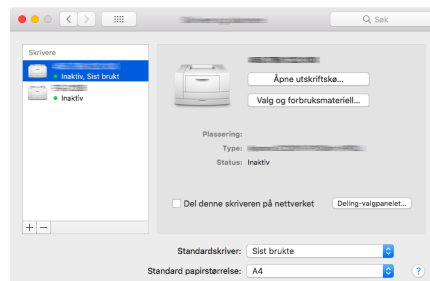 Søk
Skrivere
Inaktiv, Sist brukt
Inaktiv
Åpne utskriftskø...
Valg og forbruksmateriell...
Plassering:
Type:
Status: Inaktiv
Del denne skriveren på nettverket
Deling-valgpanelet...
Standardskriver: Sist brukte
Standard papirstørrelse: A4
?